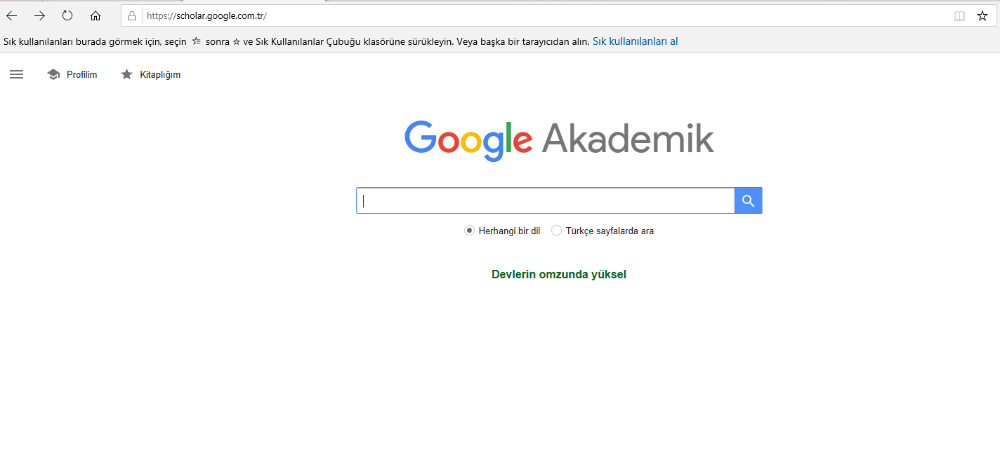 https://scholar.google.com.tr/
Sık kullanılanları burada görmek için, seçin sonra ve Sık Kullanılanlar Çubuğu klasörüne sürükleyin. Veya başka bir tarayıcıdan alın. Sık kullanılanları al
Profilim Kitaplığım
Google Akademik
Herhangi bir dil Türkçe sayfalarda ara
Devlerin omzunda yüksel